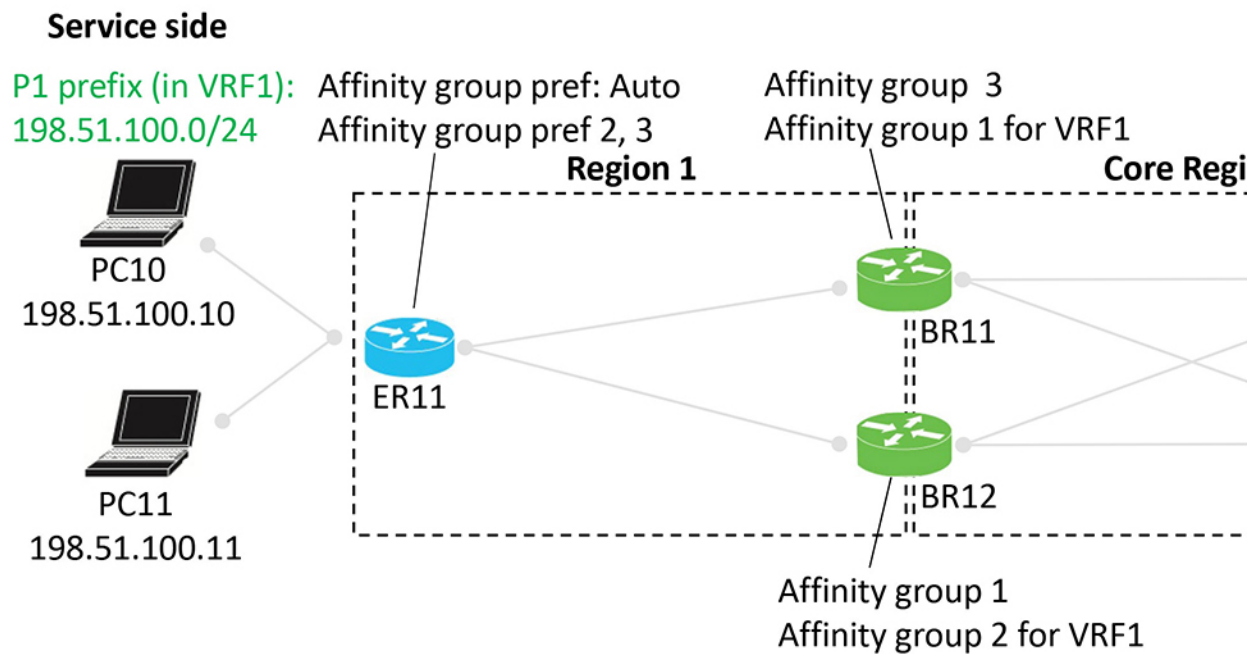 Service side
P1 prefix (in VRF1):
198.51.100.0/24
Affinity group pref: Auto
Affinity group pref 2, 3
Affinity group  3
Affinity group 1 for VRF1
Region 1
Core Regi
PC10
198.51.100.10
ER11
BR11
PC11
198.51.100.11
BR12
Affinity group 1
Affinity group 2 for VRF1